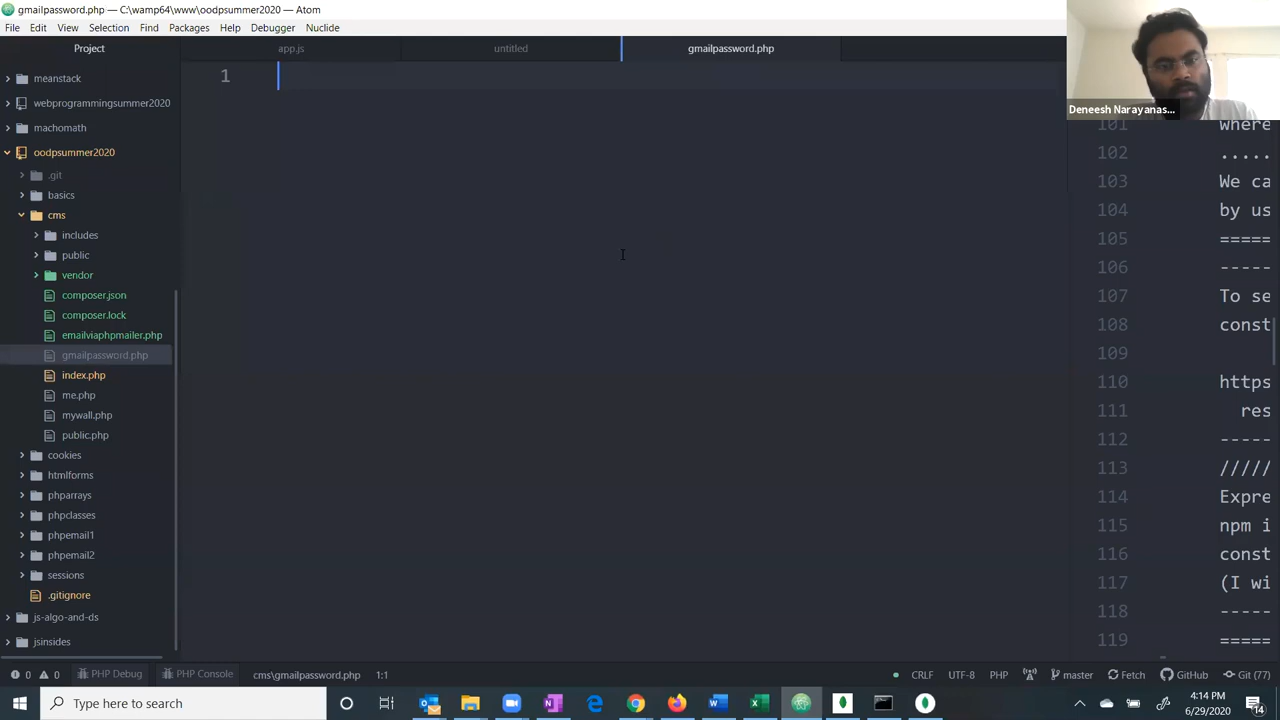 gmailpassword.php — C:\wamp64\www\oodpsummer2020 — Atom
File Edit View Selection Find Packages Help Debugger Nuclide
Project
app.js
untitled
gmailpassword.php
meanstack
webprogrammingsummer2020
machomath
oodpsummer2020
.git
basics
cms
includes
public
vendor
composer.json
composer.lock
emailviaphpmailer.php
gmailpassword.php
index.php
me.php
mywall.php
public.php
cookies
htmlforms
phparrays
phpclasses
phpemail1
phpemail2
sessions
.gitignore
js-algo-and-ds
jsinsides
1
Deneesh Narayanas...
101 where
102 .....
103 We ca
104 by us
105 =====
106 -----
107 To se
108 const
109
110 https
111 res
112 -----
113 /////
114 Expre
115 npm i
116 const
117 (I wi
118 -----
119 =====
0 0 PHP Debug PHP Console cms\gmailpassword.php 1:1
CRLF UTF-8 PHP master Fetch GitHub Git (77)
Type here to search
4:14 PM
6/29/2020
14